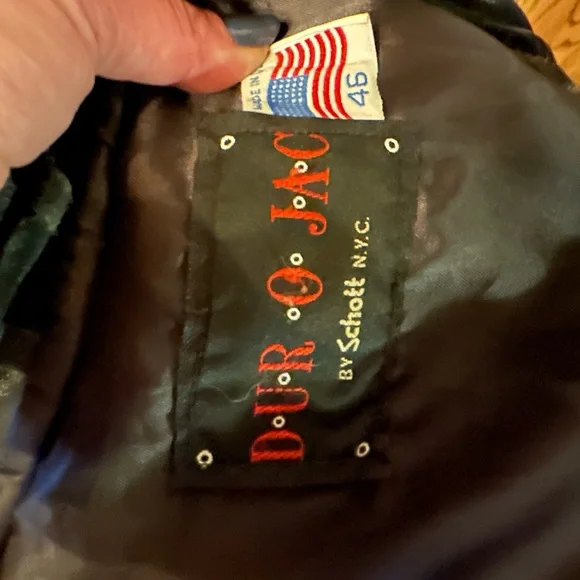 MADE IN U
46
DUR·O·JAC
BY Schott N.Y.C.